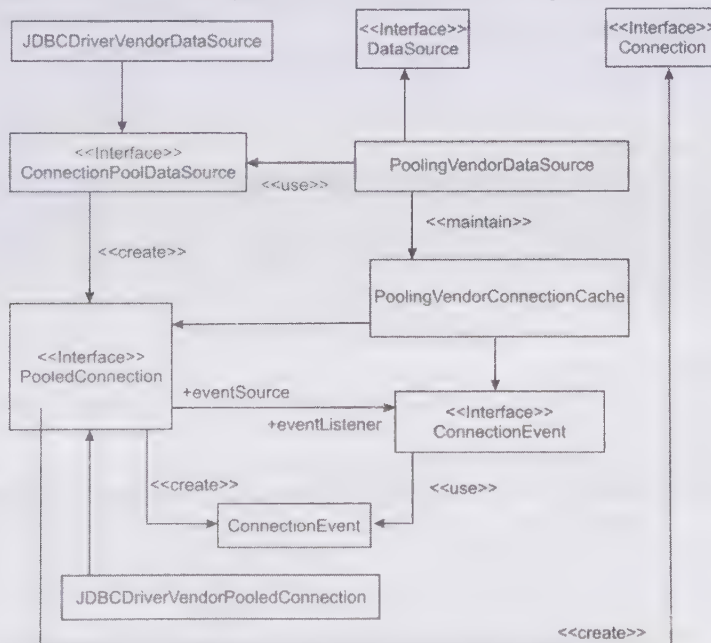 JDBCDriverVendorDataSource
<<Interface>>
DataSource
<<Interface>>
Connection
<<Interface>>
ConnectionPoolDataSource
<<use>>
PoolingVendorDataSource
<<create>>
<<maintain>>
PoolingVendorConnectionCache
<<Interface>>
PooledConnection
+eventSource
+eventListener
<<Interface>>
ConnectionEvent
<<create>>
<<use>>
ConnectionEvent
JDBCDriverVendorPooledConnection
<<create>>